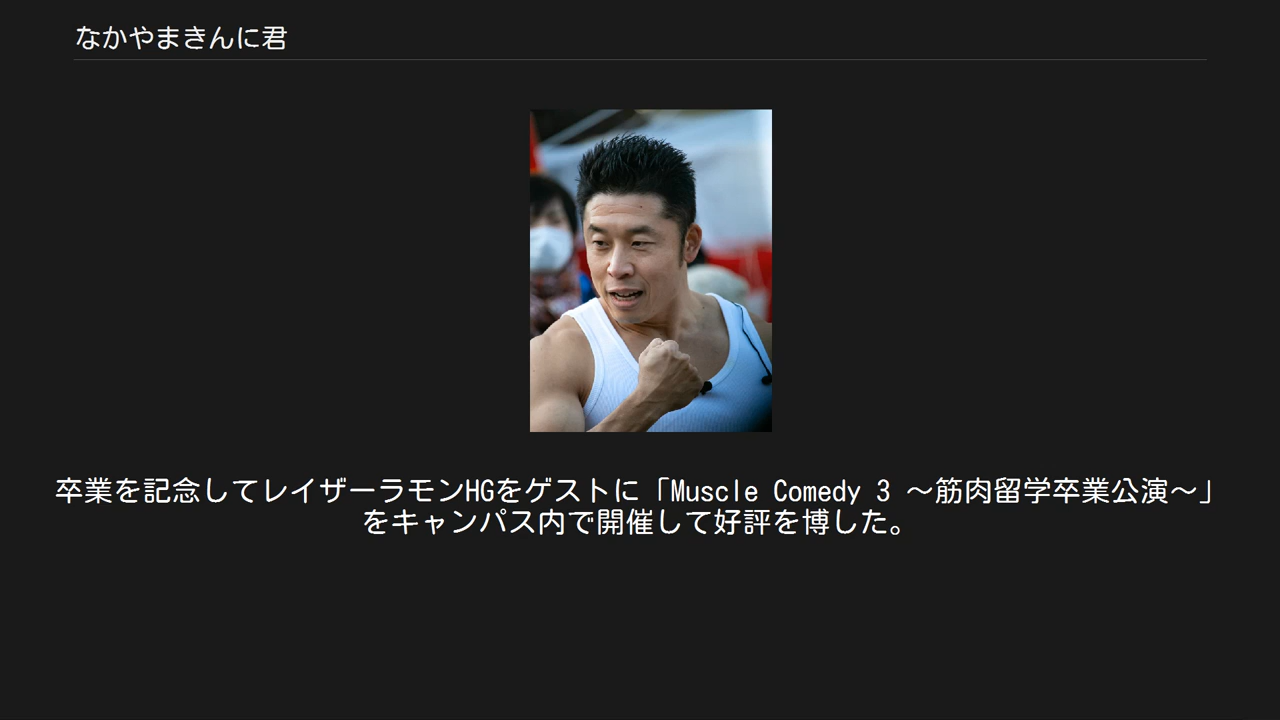 なかやまきんに君
卒業を記念してレイザーラモンHGをゲストに「Muscle Comedy 3 ～筋肉留学卒業公演～」
をキャンパス内で開催して好評を博した。